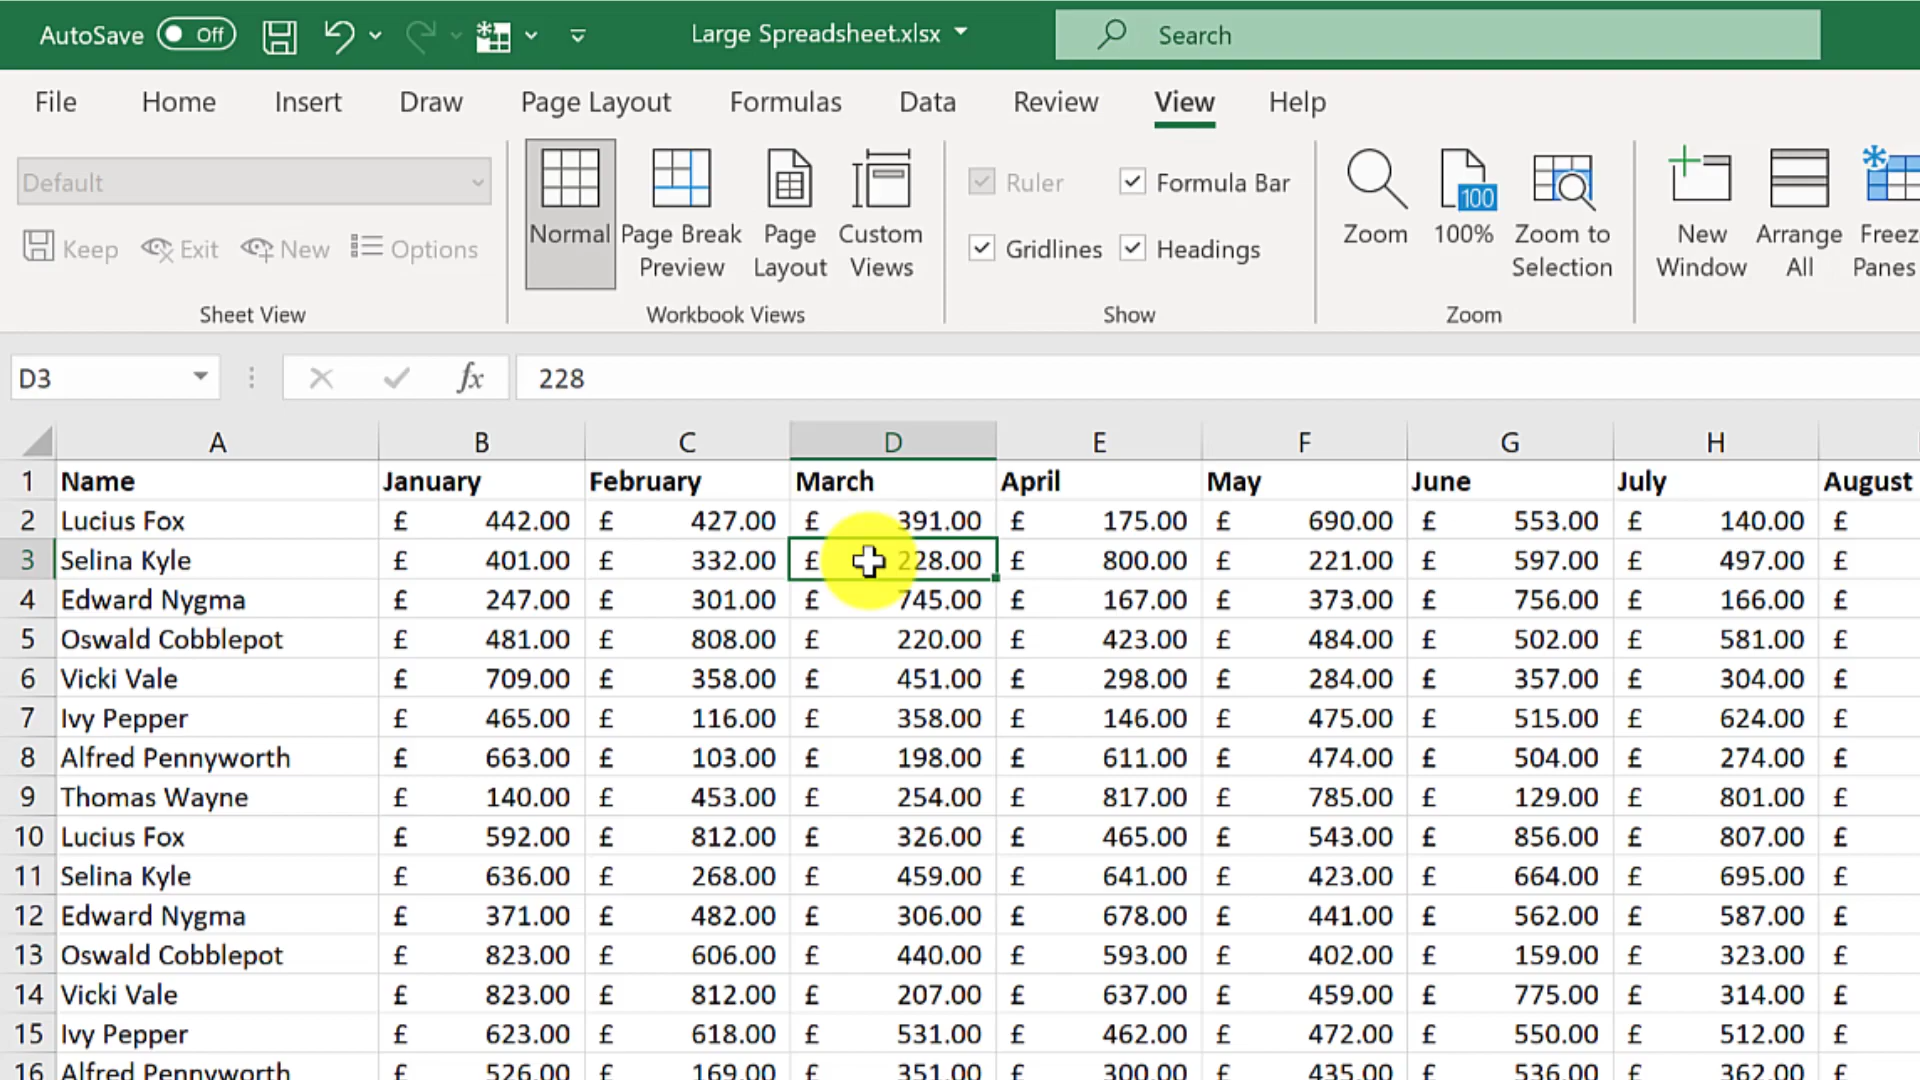 AutoSave Off Large Spreadsheet.xlsx Search
File Home Insert Draw Page Layout Formulas Data Review View Help
Default
Keep Exit New Options
Sheet View
Normal Page Break Preview Page Layout Custom Views
Workbook Views
Ruler Formula Bar
Gridlines Headings
Show
Zoom 100 100% Zoom to Selection
Zoom
New Window Arrange All Freez Panes
D3 fx 228
A B C D E F G H
1 Name January February March April May June July August
2 Lucius Fox £ 442.00 £ 427.00 £ 391.00 £ 175.00 £ 690.00 £ 553.00 £ 140.00 £
3 Selina Kyle £ 401.00 £ 332.00 £ 228.00 £ 800.00 £ 221.00 £ 597.00 £ 497.00 £
4 Edward Nygma £ 247.00 £ 301.00 £ 745.00 £ 167.00 £ 373.00 £ 756.00 £ 166.00 £
5 Oswald Cobblepot £ 481.00 £ 808.00 £ 220.00 £ 423.00 £ 484.00 £ 502.00 £ 581.00 £
6 Vicki Vale £ 709.00 £ 358.00 £ 451.00 £ 298.00 £ 284.00 £ 357.00 £ 304.00 £
7 Ivy Pepper £ 465.00 £ 116.00 £ 358.00 £ 146.00 £ 475.00 £ 515.00 £ 624.00 £
8 Alfred Pennyworth £ 663.00 £ 103.00 £ 198.00 £ 611.00 £ 474.00 £ 504.00 £ 274.00 £
9 Thomas Wayne £ 140.00 £ 453.00 £ 254.00 £ 817.00 £ 785.00 £ 129.00 £ 801.00 £
10 Lucius Fox £ 592.00 £ 812.00 £ 326.00 £ 465.00 £ 543.00 £ 856.00 £ 807.00 £
11 Selina Kyle £ 636.00 £ 268.00 £ 459.00 £ 641.00 £ 423.00 £ 664.00 £ 695.00 £
12 Edward Nygma £ 371.00 £ 482.00 £ 306.00 £ 678.00 £ 441.00 £ 562.00 £ 587.00 £
13 Oswald Cobblepot £ 823.00 £ 606.00 £ 440.00 £ 593.00 £ 402.00 £ 159.00 £ 323.00 £
14 Vicki Vale £ 823.00 £ 812.00 £ 207.00 £ 637.00 £ 459.00 £ 775.00 £ 314.00 £
15 Ivy Pepper £ 623.00 £ 618.00 £ 531.00 £ 462.00 £ 472.00 £ 550.00 £ 512.00 £
16 Alfred Pennyworth £ 526.00 £ 169.00 £ 351.00 £ 300.00 £ 435.00 £ 536.00 £ 362.00 £